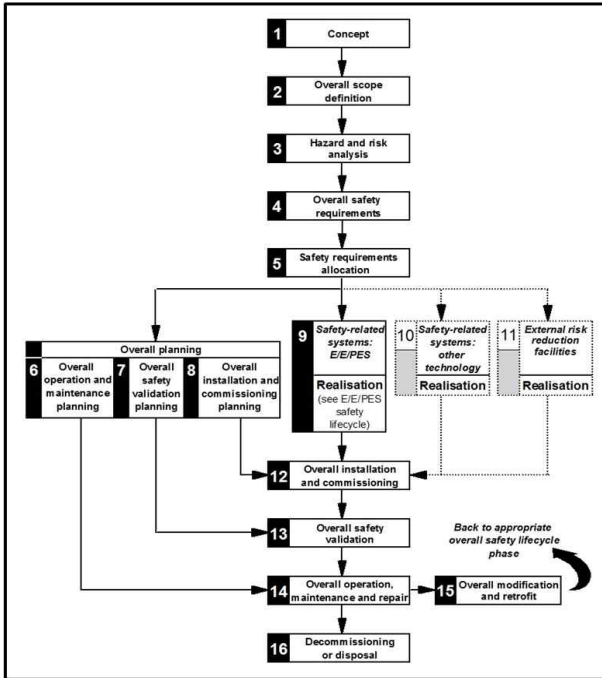 1
Concept
2
Overall scope
definition
3
Hazard and risk
analysis
4
Overall safety
requirements
5
Safety requirements
allocation
Overall planning
6
Overall
operation and
maintenance
planning
7
Overall
safety
validation
planning
8
Overall
installation and
commissioning
planning
9
Safety-related
systems:
E/E/PES
Realisation
(see E/E/PES
safety
lifecycle)
10
Safety-related
systems:
other
technology
Realisation
11
External risk
reduction
facilities
Realisation
12
Overall installation
and commissioning
13
Overall safety
validation
Back to appropriate
overall safety lifecycle
phase
14
Overall operation,
maintenance and repair
15
Overall modification
and retrofit
16
Decommissioning
or disposal